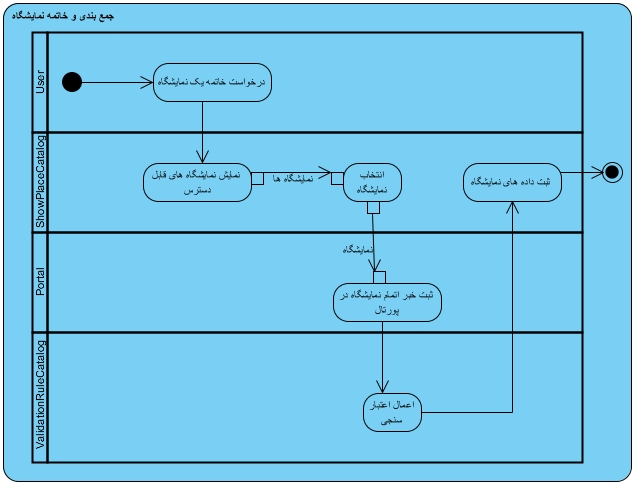 جمع بندی و خاتمه نمایشگاه
User
درخواست خاتمه یک نمایشگاه
ShowPlaceCatalog
نمایش نمایشگاه های قابل
دسترس
نمایشگاه ها
انتخاب
نمایشگاه
ثبت داده های نمایشگاه
نمایشگاه
Portal
ثبت خبر اتمام نمایشگاه در
پورتال
ValidationRuleCatalog
اعمال اعتبار
سنجی